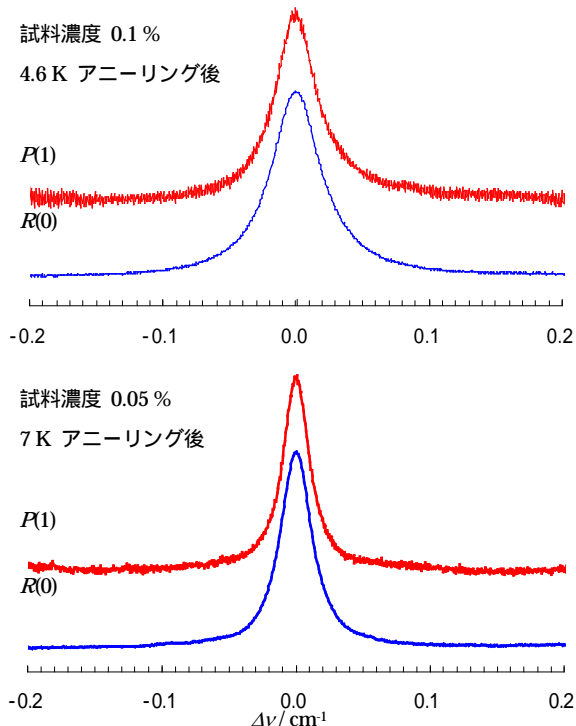 試料濃度 0.1 %
4.6 K アニーリング後
P(1)
R(0)
-0.2 -0.1 0.0 0.1 0.2
試料濃度 0.05 %
7 K アニーリング後
P(1)
R(0)
-0.2 -0.1 0.0 0.1 0.2
Δν / cm⁻¹